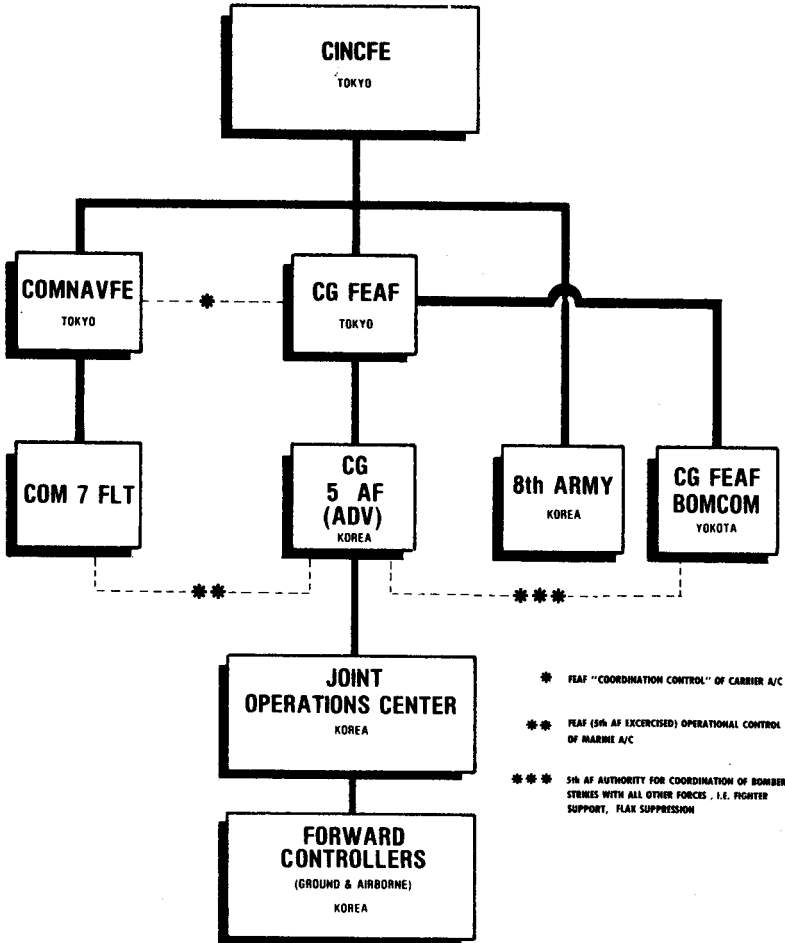 CINCFE
TOKYO
COMNAVFE
TOKYO
*
CG FEAF
TOKYO
COM 7 FLT
CG
5 AF
(ADV)
KOREA
8th ARMY
KOREA
CG FEAF
BOMCOM
YOKOTA
**
***
JOINT
OPERATIONS CENTER
KOREA
FORWARD
CONTROLLERS
(GROUND & AIRBORNE)
KOREA
* FEAF "COORDINATION CONTROL" OF CARRIER A/C
** FEAF (5th AF EXCERCISED) OPERATIONAL CONTROL
OF MARINE A/C
*** 5th AF AUTHORITY FOR COORDINATION OF BOMBER
STRIKES WITH ALL OTHER FORCES , I.E. FIGHTER
SUPPORT, FLAK SUPPRESSION